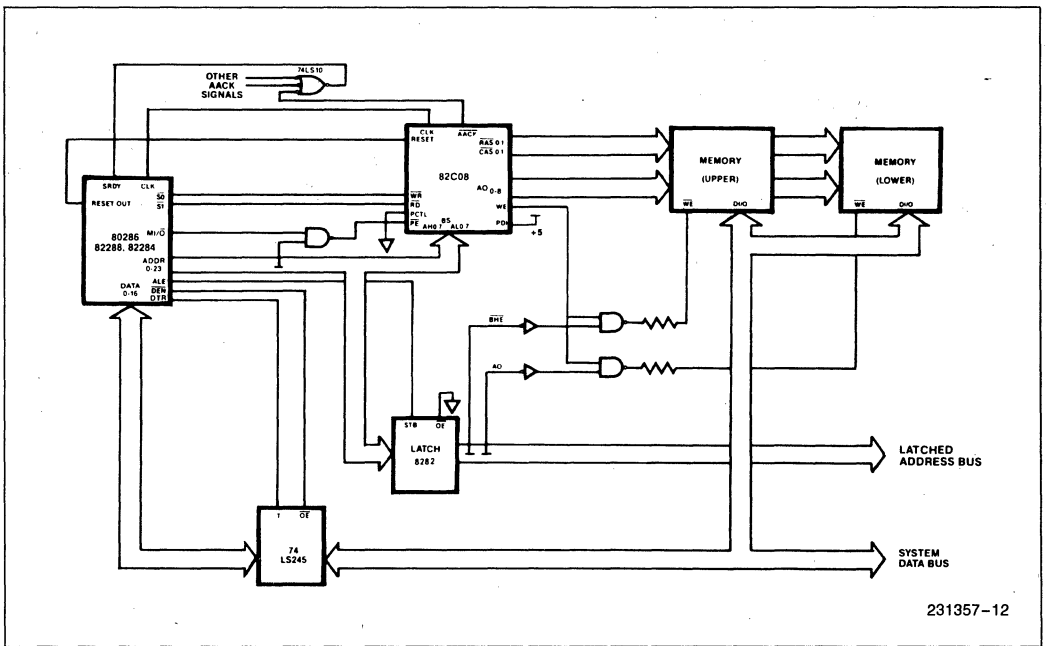 74LS10
OTHER
AACK
SIGNALS
CLK
RESET
AACK
RAS 0 1
CAS 0 1
82C08
AO 0-8
WR
RD
PCTL
PE
BS
AH0 7 AL0 7
WE
PDI
+5
MEMORY
(UPPER)
WE
DI/O
MEMORY
(LOWER)
WE
DI/O
SRDY CLK
RESET OUT
S0
S1
80286
82288, 82284
MI/O
ADDR
0-23
ALE
DATA
0-16
DEN
DTR
BHE
AO
STB
OE
LATCH
8282
LATCHED
ADDRESS BUS
T
OE
74
LS245
SYSTEM
DATA BUS
231357-12